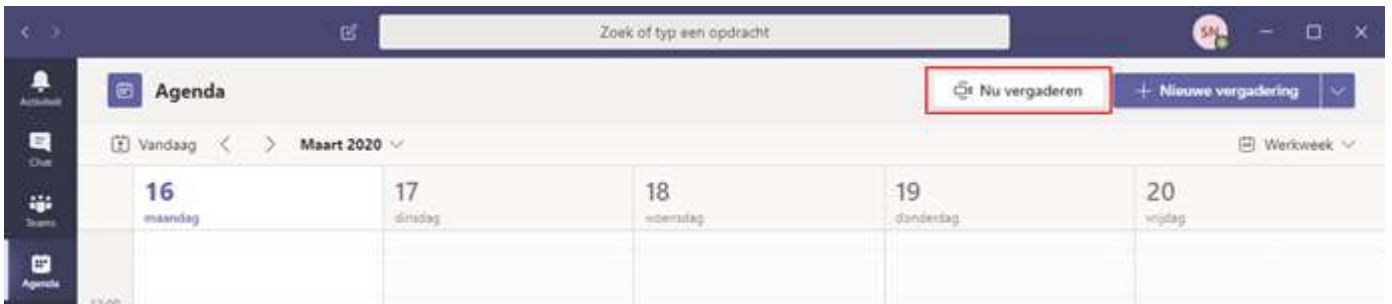 Zoek of typ een opdracht
SN
Activiteit
Agenda
Nu vergaderen
+ Nieuwe vergadering
Chat
Vandaag
Maart 2020
Werkweek
Teams
16
maandag
17
dinsdag
18
woensdag
19
donderdag
20
vrijdag
Agenda